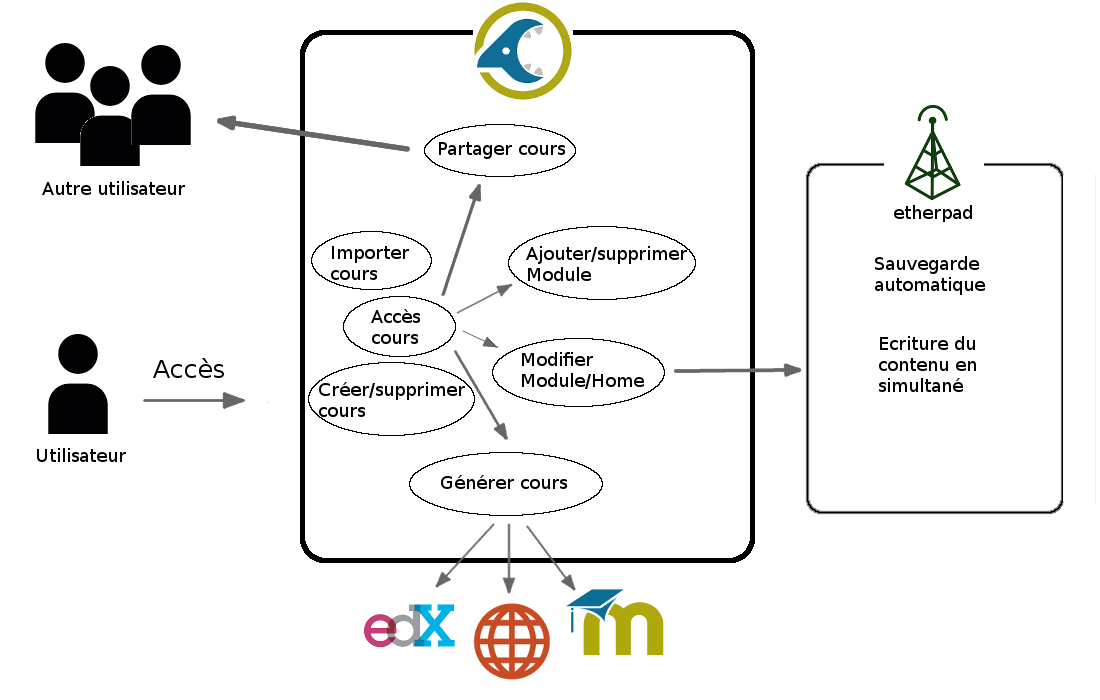 Partager cours
Autre utilisateur
etherpad
Importer
cours
Ajouter/supprimer
Module
Sauvegarde
automatique
Accès
cours
Ecriture du
contenu en
simultané
Modifier
Module/Home
Accès
Créer/supprimer
cours
Utilisateur
Générer cours
edX
m